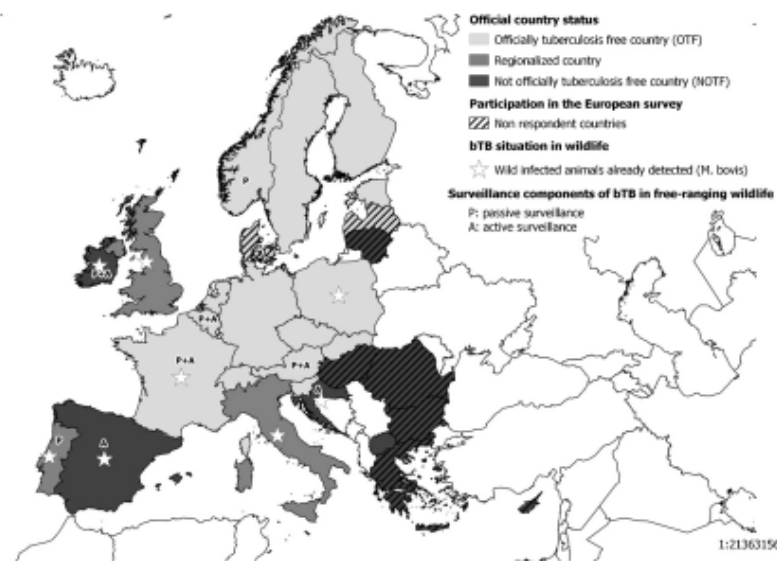 Official country status
Officially tuberculosis free country (OTF)
Regionalized country
Not officially tuberculosis free country (NOTF)
Participation in the European survey
Non respondent countries
bTB situation in wildlife
Wild infected animals already detected (M. bovis)
Surveillance components of bTB in free-ranging wildlife
P: passive surveillance
A: active surveillance
P
P+A
P+A
P+A
P
A
1:21363156